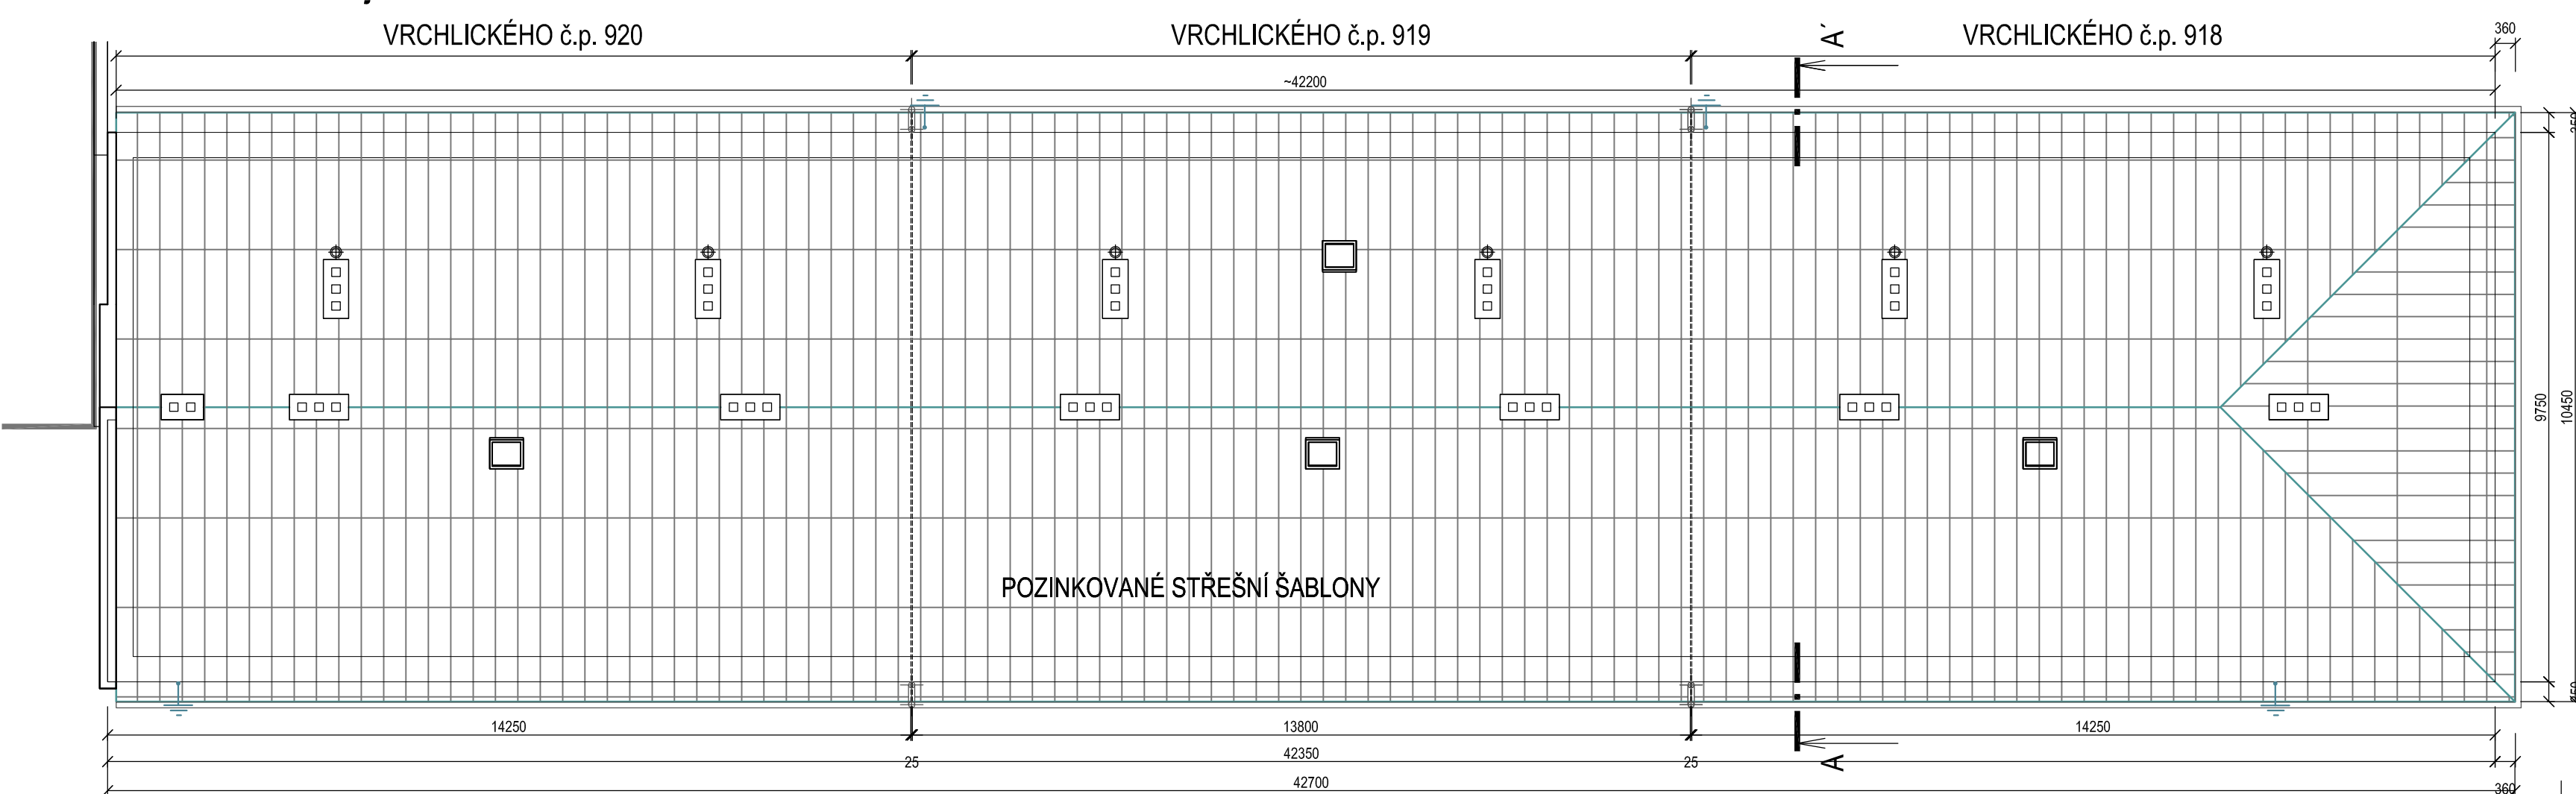 VRCHLICKÉHO č.p. 920
VRCHLICKÉHO č.p. 919
A'
VRCHLICKÉHO č.p. 918
360
~42200
350
9750
10450
POZINKOVANÉ STŘEŠNÍ ŠABLONY
14250
13800
14250
42350
25
25
A
42700
360